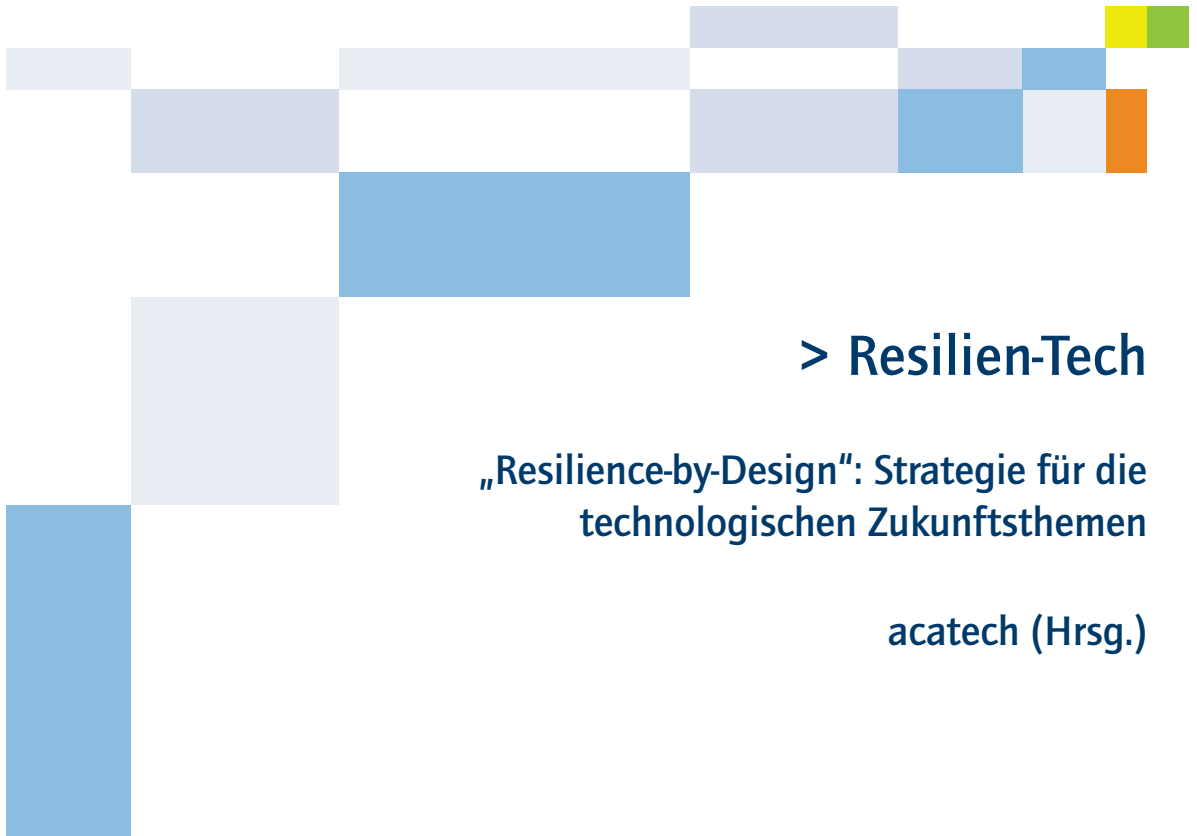 > Resilien-Tech
„Resilience-by-Design“: Strategie für die
technologischen Zukunftsthemen
acatech (Hrsg.)